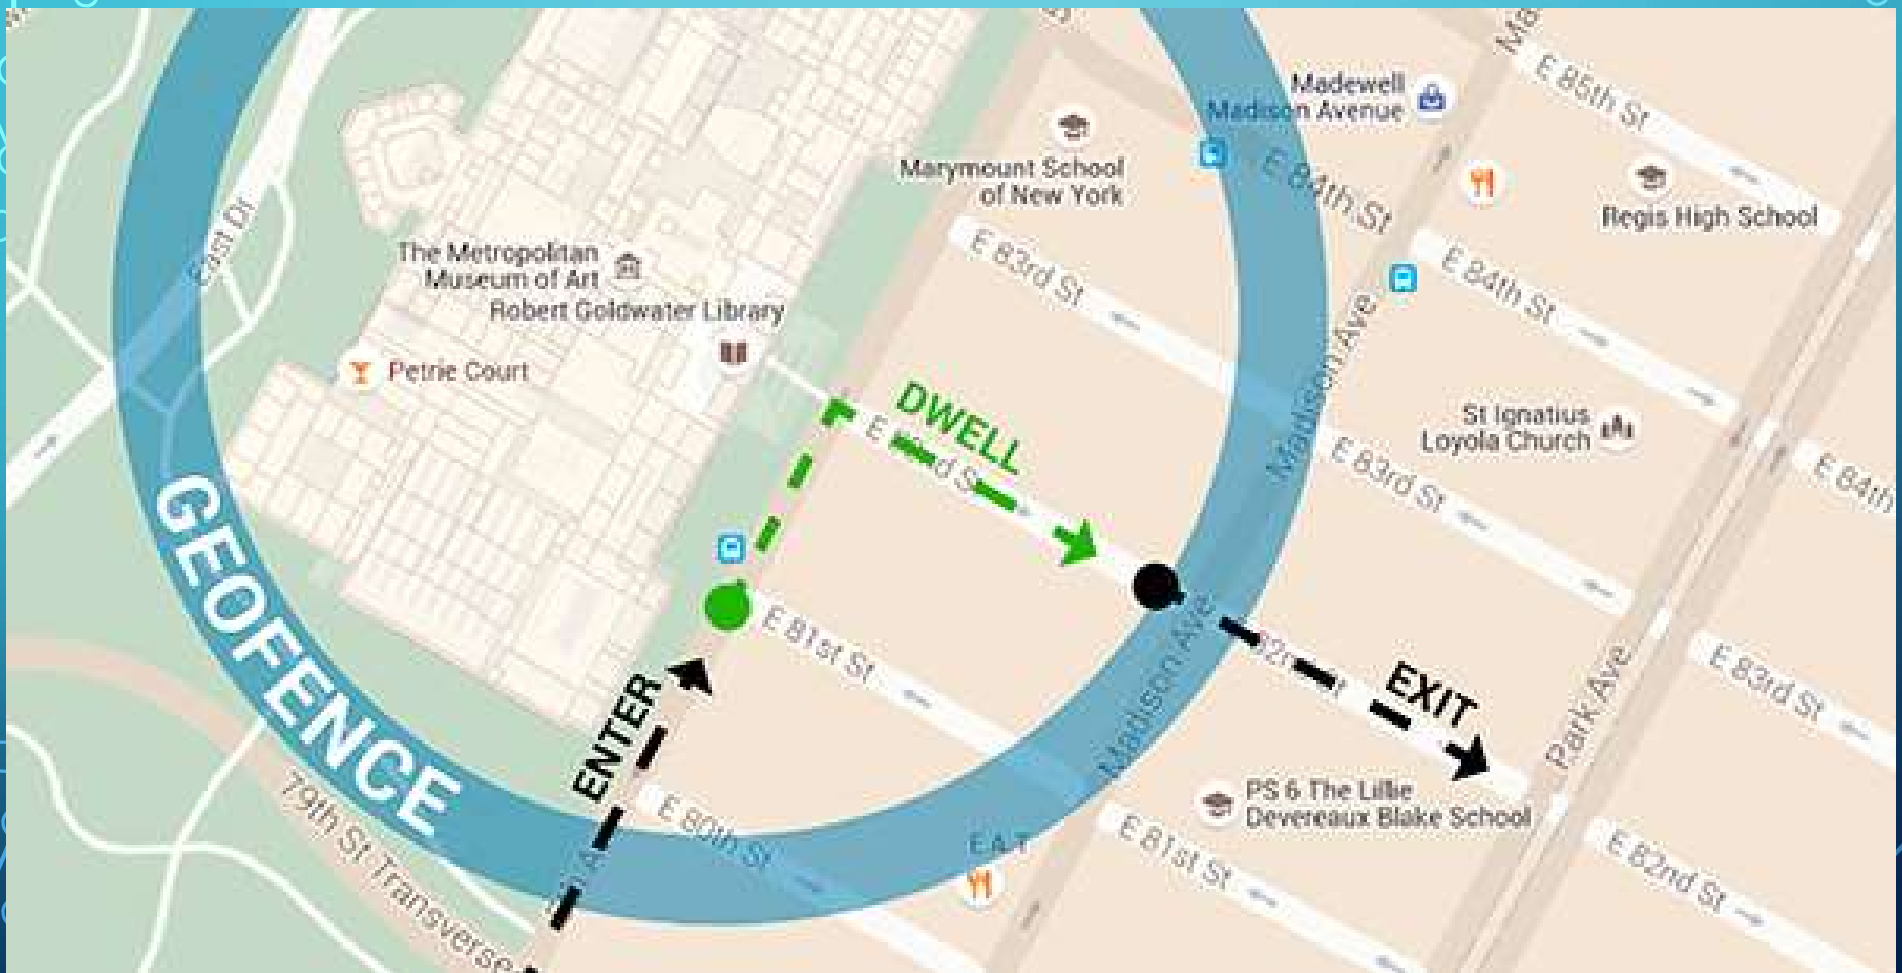 E 85th St
Madewell
Madison Avenue
Marymount School
of New York
E 84th St
Regis High School
East Dr
The Metropolitan
Museum of Art
Robert Goldwater Library
E 83rd St
E 84th St
Madison Ave
Petrie Court
DWELL
St Ignatius
Loyola Church
E 83rd St
E 84th
GEOFENCE
E 81st St
ENTER
Madison Ave
EXIT
Park Ave
E 83rd St
79th St Transverse
E 80th St
PS 6 The Lillie
Devereaux Blake School
E.A.T
E 81st St
E 82nd St